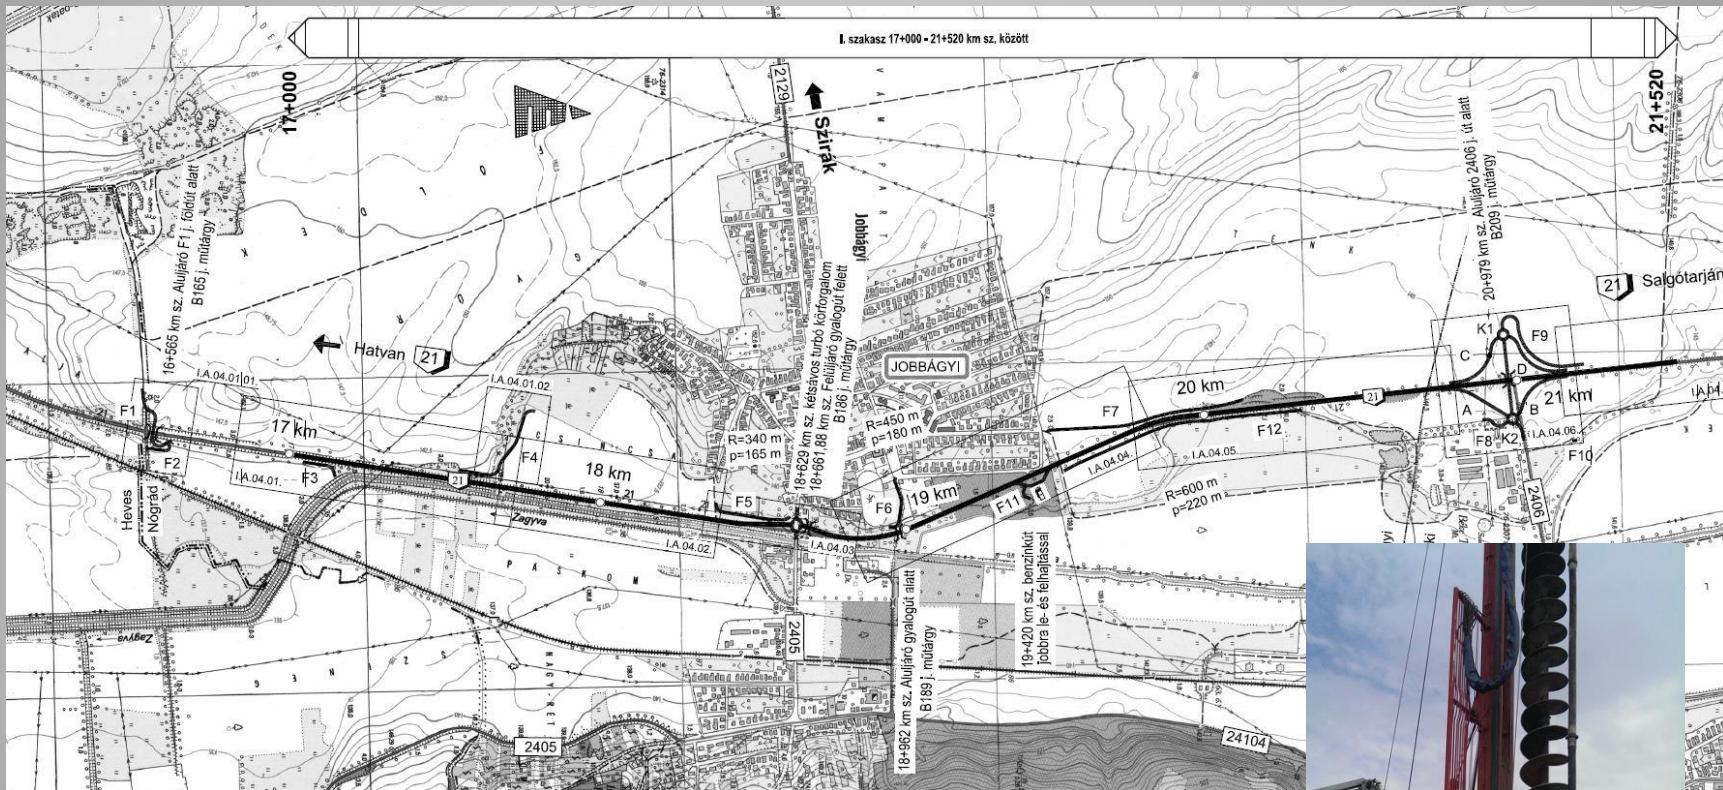 I. szakasz 17+000 - 21+520 km sz. között
17+000
21+520
2129
Szirák
V Á M P A R T
16+565 km sz. Aluljáró F1 j. földút alatt
B165 j. műtárgy
Hatvan
21
Jobbágyi
JOBBÁGYI
20+979 km sz. Aluljáró 2406 j. út alatt
B209 j. műtárgy
21
Salgótarján
T E N K
18+629 km sz. kétsávos turbó körforgalom
18+661,88 km sz. Felüljáró gyalogút felett
B186 j. műtárgy
I.A.04.01.01.
I.A.04.01.02.
I.A.04.01.
I.A.04.02.
I.A.04.03
I.A.04.04.
I.A.04.05.
I.A.04.06.
17 km
18 km
19 km
20 km
21 km
F1
F2
F3
F4
F5
F6
F7
F8
F9
F10
F11
F12
K1
K2
A
B
C
D
R=340 m
p=165 m
R=450 m
p=180 m
R=600 m
p=220 m
21
21
C S I N C S A
Heves
Nógrád
Zagyva
Zagyva
P Á S K O M
N A G Y - R É T
2405
2405
2406
24104
18+962 km sz. Aluljáró gyalogút alatt
B189 j. műtárgy
19+420 km sz. benzinkút
jobbra le- és felhajtással